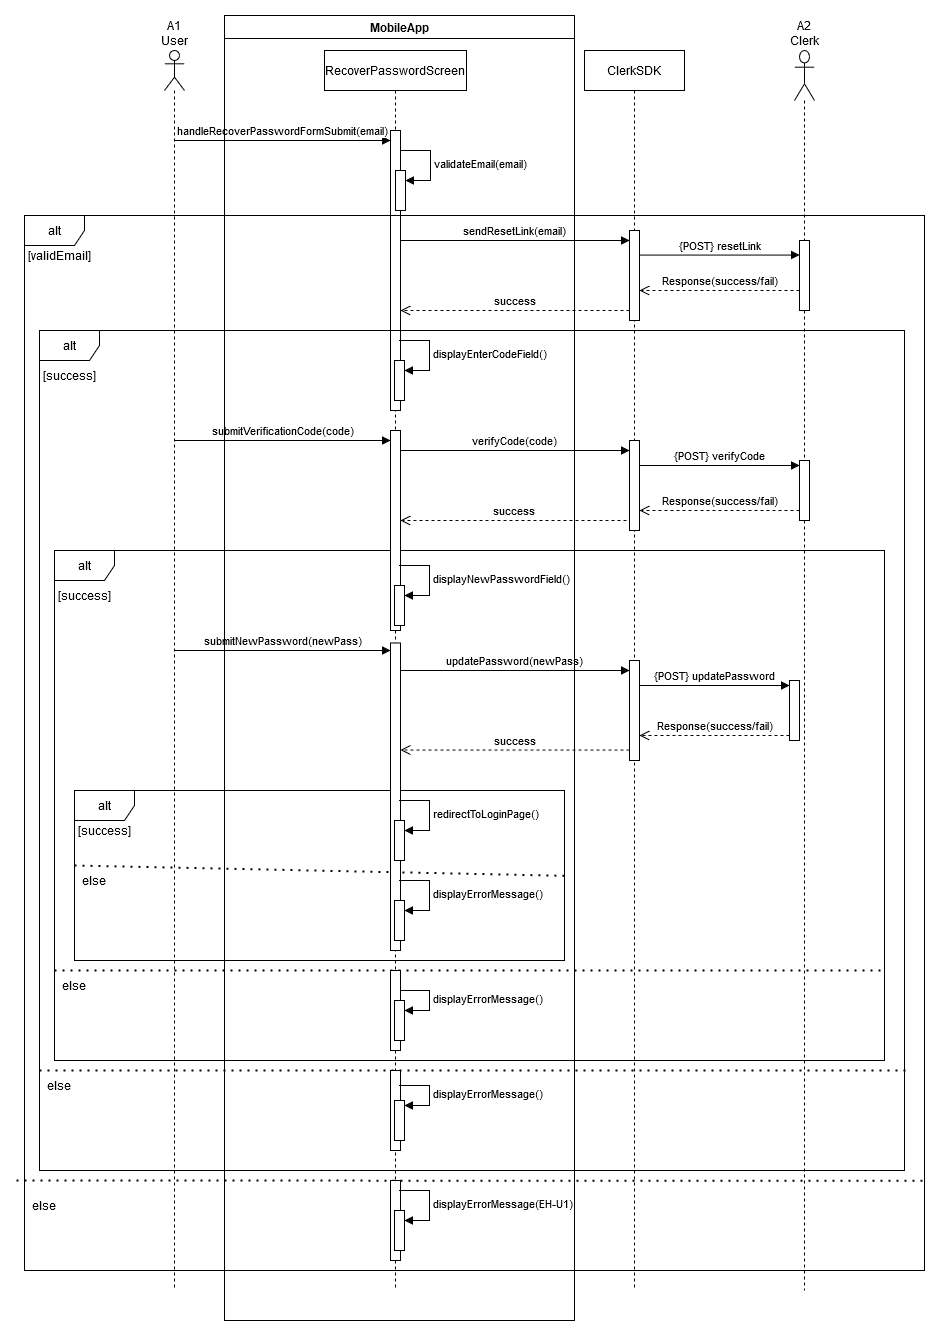 A1
User
MobileApp
A2
Clerk
RecoverPasswordScreen
ClerkSDK
handleRecoverPasswordFormSubmit(email)
validateEmail(email)
alt
[validEmail]
sendResetLink(email)
{POST} resetLink
Response(success/fail)
success
alt
[success]
displayEnterCodeField()
submitVerificationCode(code)
verifyCode(code)
{POST} verifyCode
Response(success/fail)
success
alt
[success]
displayNewPasswordField()
submitNewPassword(newPass)
updatePassword(newPass)
{POST} updatePassword
Response(success/fail)
success
alt
[success]
redirectToLoginPage()
else
displayErrorMessage()
else
displayErrorMessage()
else
displayErrorMessage()
else
displayErrorMessage(EH-U1)